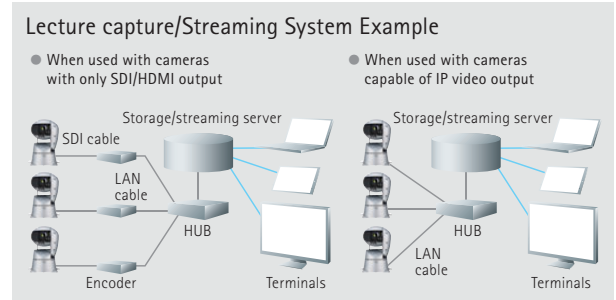 Lecture capture/Streaming System Example
● When used with cameras
with only SDI/HDMI output
Storage/streaming server
SDI cable
LAN
cable
HUB
Encoder
Terminals
● When used with cameras
capable of IP video output
Storage/streaming server
HUB
LAN
cable
Terminals